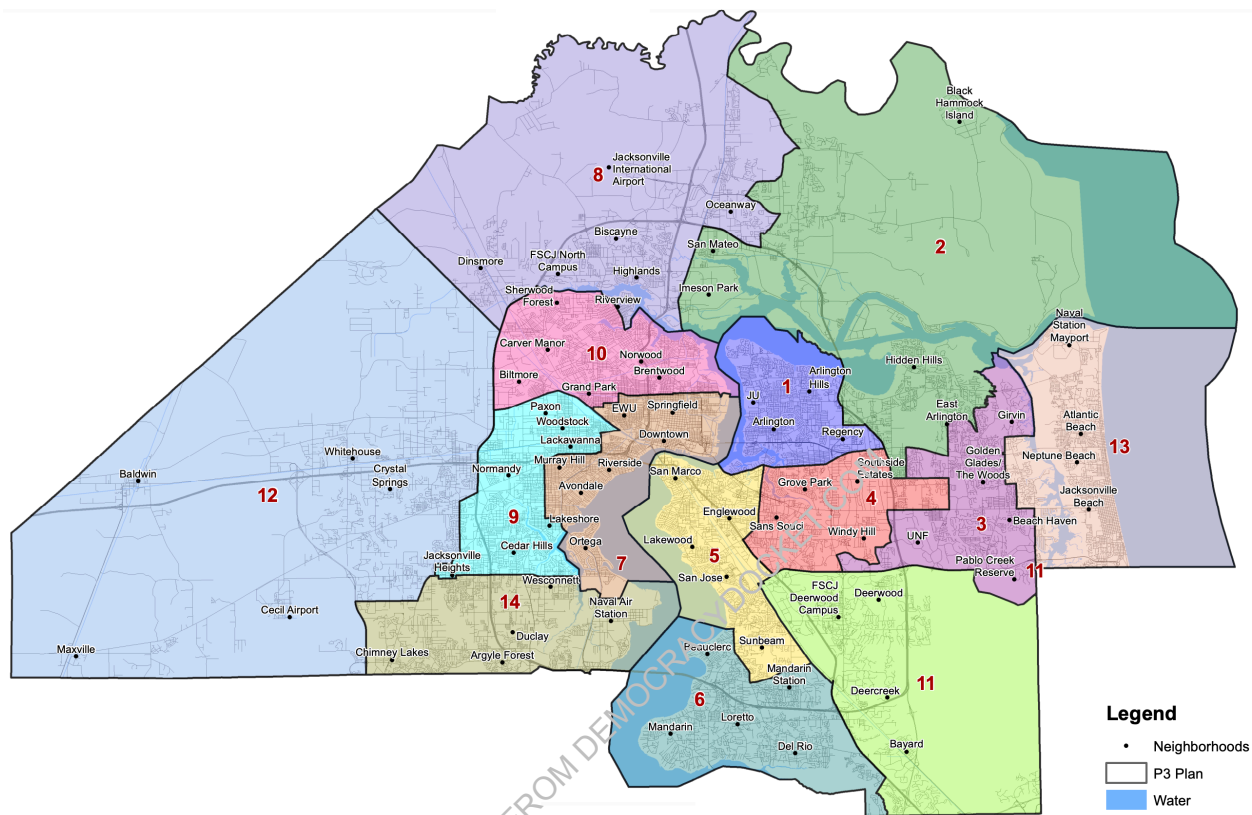 Black
Hammock
Island
Jacksonville
International
Airport
8
Oceanway
Biscayne
San Mateo
2
FSCJ North
Campus
Dinsmore
Highlands
Imeson Park
Sherwood
Forest
Riverview
Naval
Station
Mayport
Carver Manor
10
Norwood
Brentwood
Hidden Hills
Biltmore
Grand Park
1
Arlington
Hills
JU
Paxon
EWU
Springfield
East
Arlington
Girvin
Atlantic
Beach
Woodstock
Arlington
Regency
Lackawanna
Downtown
13
Whitehouse
Murray Hill
Riverside
San Marco
Southside
Estates
Golden
Glades/
The Woods
Neptune Beach
Baldwin
Crystal
Springs
Normandy
Avondale
Grove Park
4
12
Jacksonville
Beach
9
Lakeshore
Englewood
Sans Souci
Windy Hill
3
Beach Haven
UNF
Cedar Hills
Ortega
Lakewood
5
7
Jacksonville
Heights
Wesconnett
San Jose
Pablo Creek
Reserve
11
14
Naval Air
Station
FSCJ
Deerwood
Campus
Deerwood
Cecil Airport
Duclay
Maxville
Chimney Lakes
Argyle Forest
Beauclerc
Sunbeam
Mandarin
Station
6
11
Deercreek
Mandarin
Loretto
Del Rio
Bayard
Legend
Neighborhoods
P3 Plan
Water
FROM DEMOCRACY DOCKET.COM